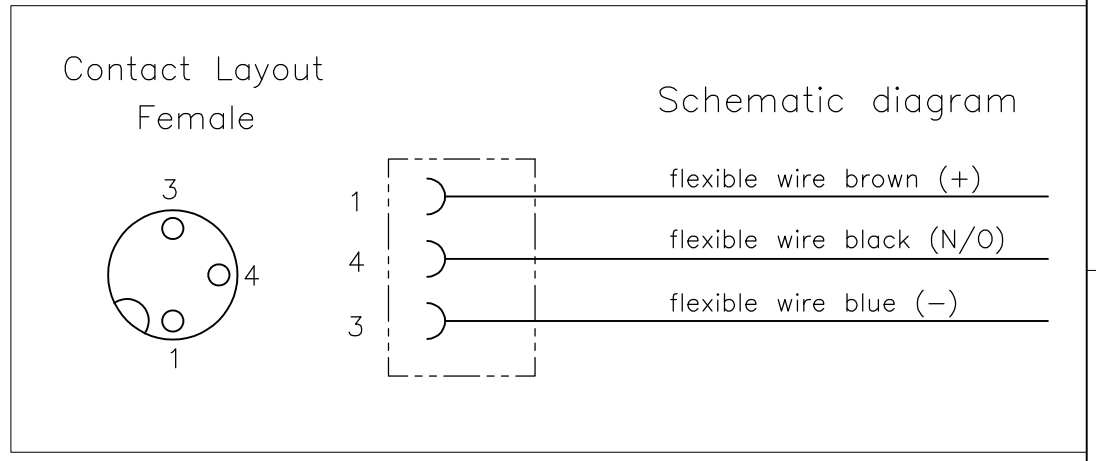 Contact Layout
Female
3
4
1
Schematic diagram
1
flexible wire brown (+)
4
flexible wire black (N/O)
3
flexible wire blue (−)